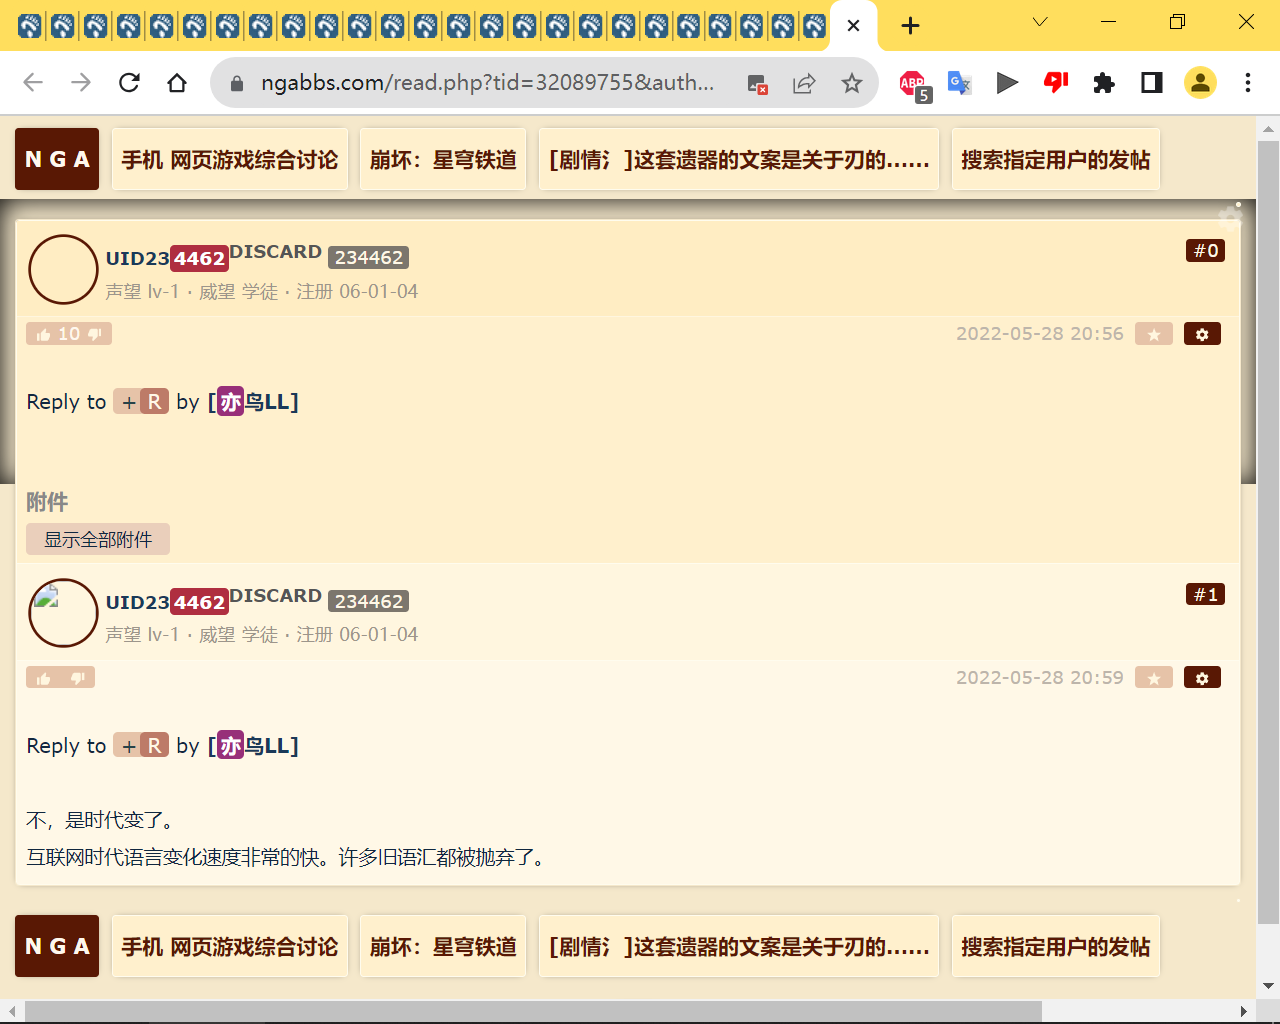 ngabbs.com/read.php?tid=32089755&auth...
ABP
5
N G A
手机 网页游戏综合讨论
崩坏：星穹铁道
[剧情氵]这套遗器的文案是关于刃的......
搜索指定用户的发帖
UID234462DISCARD 234462
#0
声望 lv-1 · 威望 学徒 · 注册 06-01-04
10
2022-05-28 20:56
Reply to +R by [亦鸟LL]
附件
显示全部附件
UID234462DISCARD 234462
#1
声望 lv-1 · 威望 学徒 · 注册 06-01-04
2022-05-28 20:59
Reply to +R by [亦鸟LL]
不，是时代变了。
互联网时代语言变化速度非常的快。许多旧语汇都被抛弃了。
N G A
手机 网页游戏综合讨论
崩坏：星穹铁道
[剧情氵]这套遗器的文案是关于刃的......
搜索指定用户的发帖